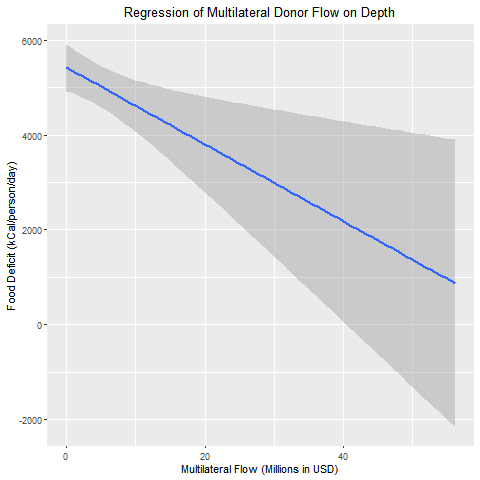 Regression of Multilateral Donor Flow on Depth
6000
4000
2000
0
-2000
Food Deficit (kCal/person/day)
0 20 40
Multilateral Flow (Millions in USD)